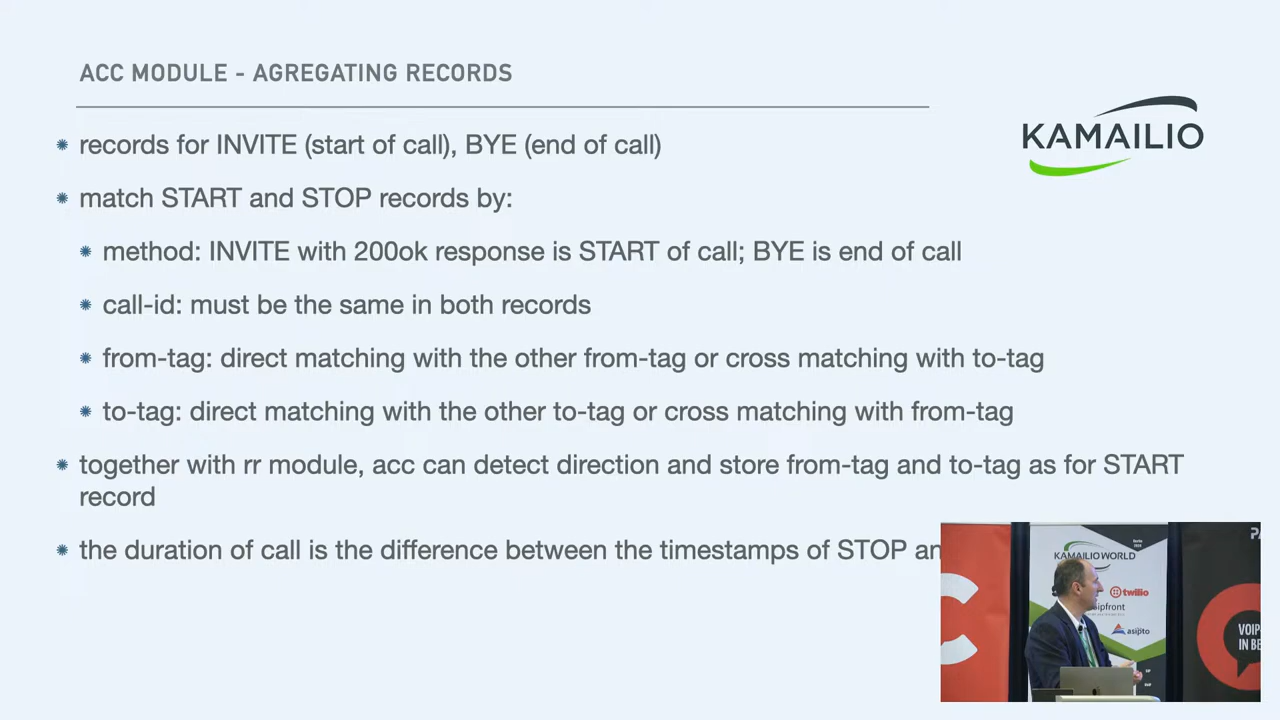 ACC MODULE - AGREGATING RECORDS
KAMAILIO
records for INVITE (start of call), BYE (end of call)
match START and STOP records by:
method: INVITE with 200ok response is START of call; BYE is end of call
call-id: must be the same in both records
from-tag: direct matching with the other from-tag or cross matching with to-tag
to-tag: direct matching with the other to-tag or cross matching with from-tag
together with rr module, acc can detect direction and store from-tag and to-tag as for START
record
the duration of call is the difference between the timestamps of STOP an
KAMAILIO WORLD
twilio
sipfront
asipto
VOIP
IN BE